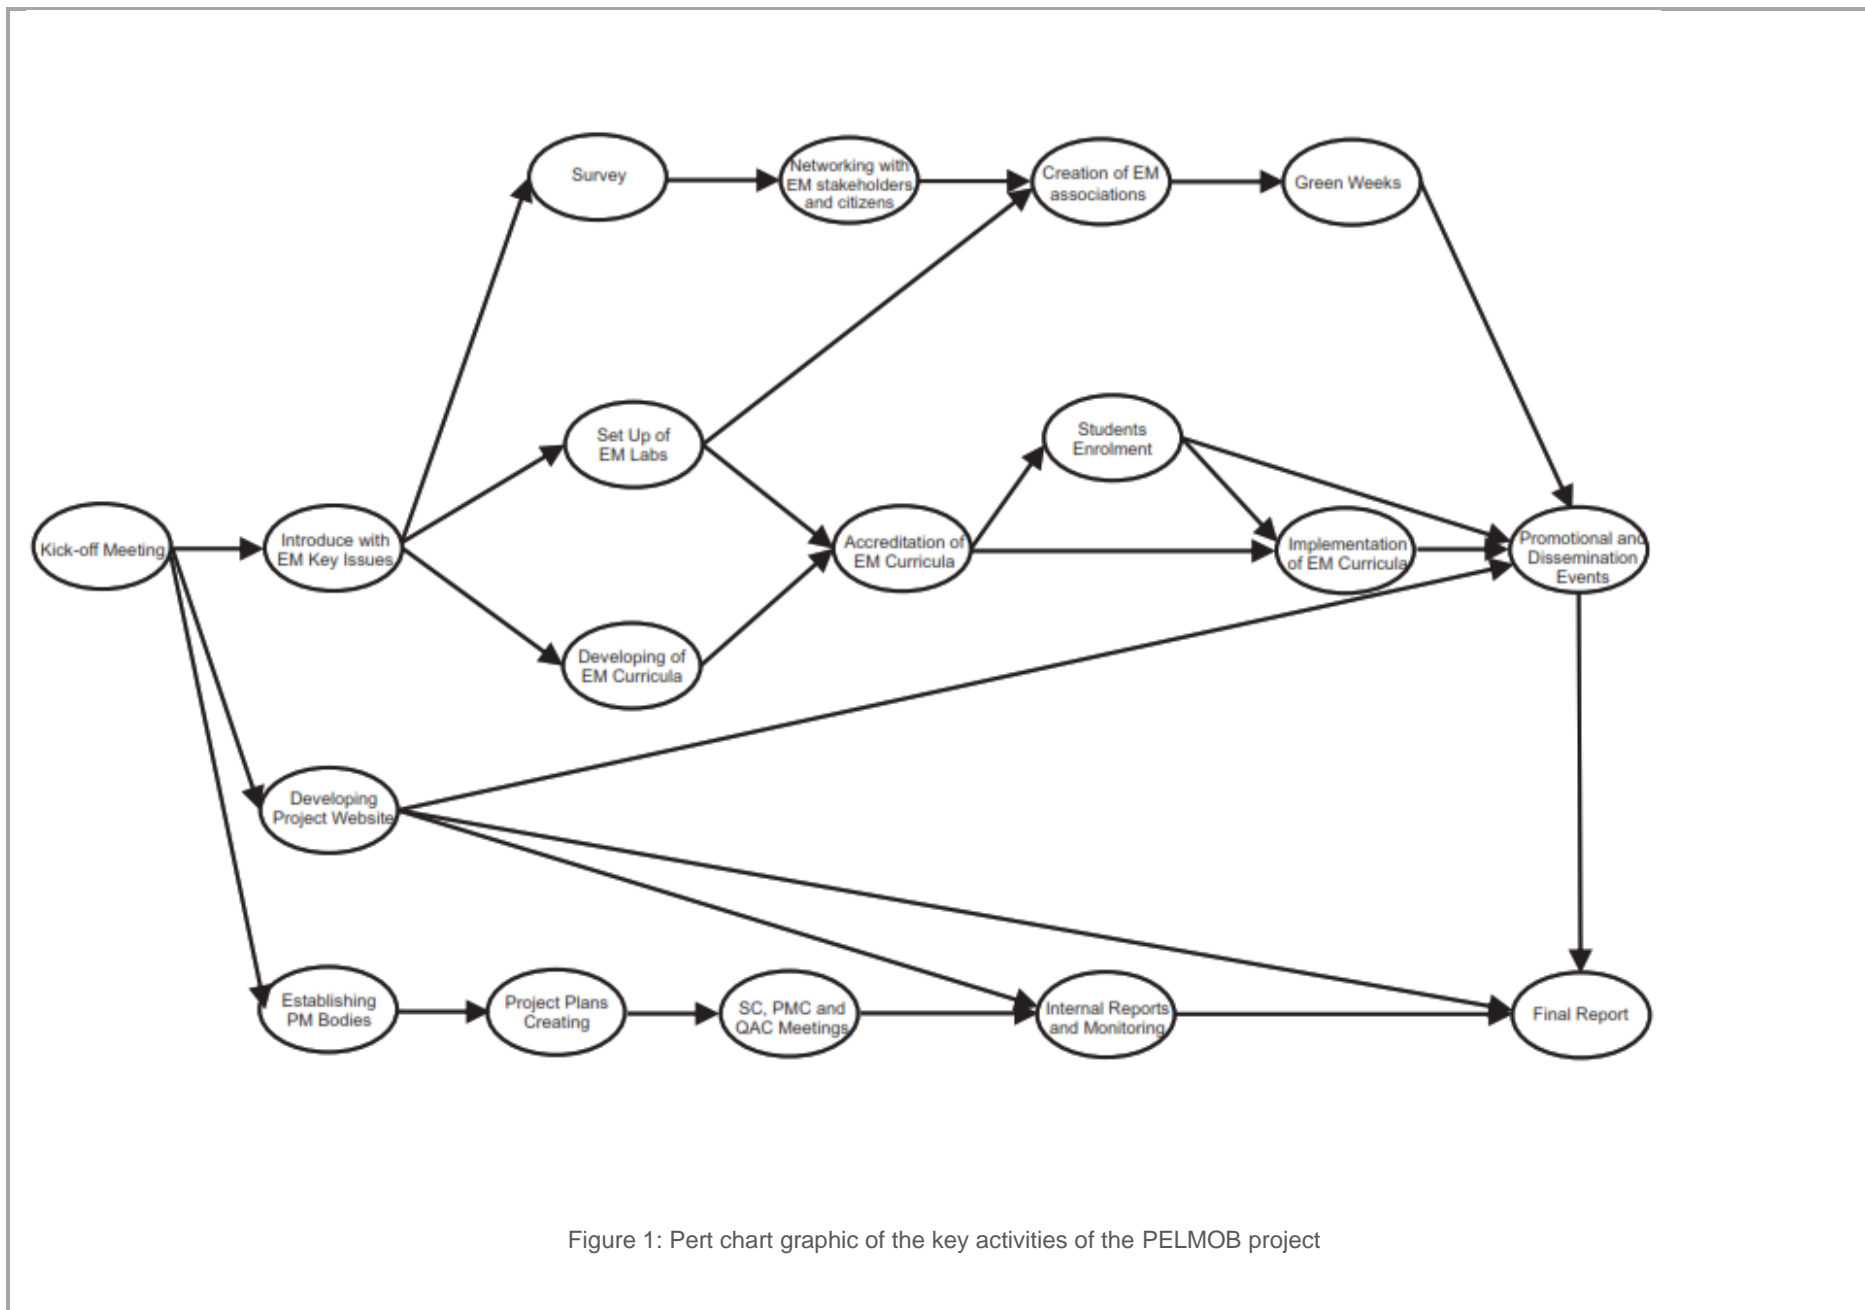 Survey
Networking with
EM stakeholders
and citizens
Creation of EM
associations
Green Weeks
Set Up of
EM Labs
Students
Enrolment
Kick-off Meeting
Introduce with
EM Key Issues
Accreditation of
EM Curricula
Implementation
of EM Curricula
Promotional and
Dissemination
Events
Developing of
EM Curricula
Developing
Project Website
Establishing
PM Bodies
Project Plans
Creating
SC, PMC and
QAC Meetings
Internal Reports
and Monitoring
Final Report
Figure 1: Pert chart graphic of the key activities of the PELMOB project